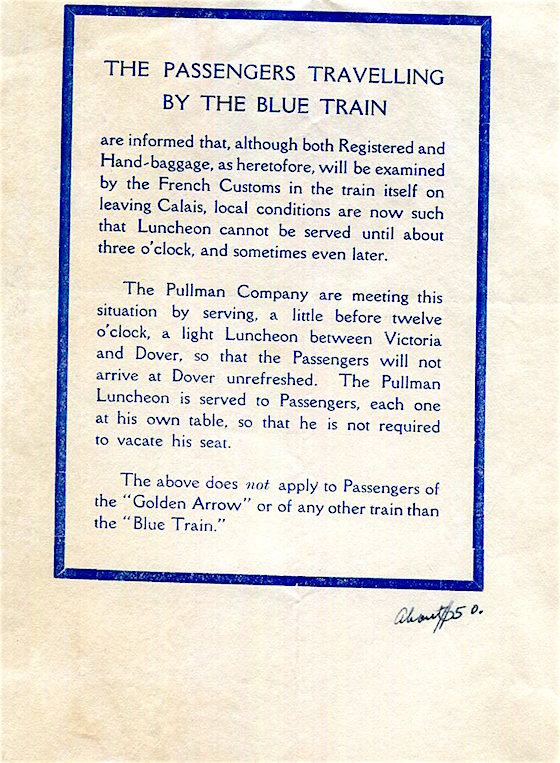 THE PASSENGERS TRAVELLING
BY THE BLUE TRAIN
are informed that, although both Registered and
Hand-baggage, as heretofore, will be examined
by the French Customs in the train itself on
leaving Calais, local conditions are now such
that Luncheon cannot be served until about
three o'clock, and sometimes even later.
The Pullman Company are meeting this
situation by serving, a little before twelve
o'clock, a light Luncheon between Victoria
and Dover, so that the Passengers will not
arrive at Dover unrefreshed. The Pullman
Luncheon is served to Passengers, each one
at his own table, so that he is not required
to vacate his seat.
The above does not apply to Passengers of
the "Golden Arrow" or of any other train than
the "Blue Train."
About